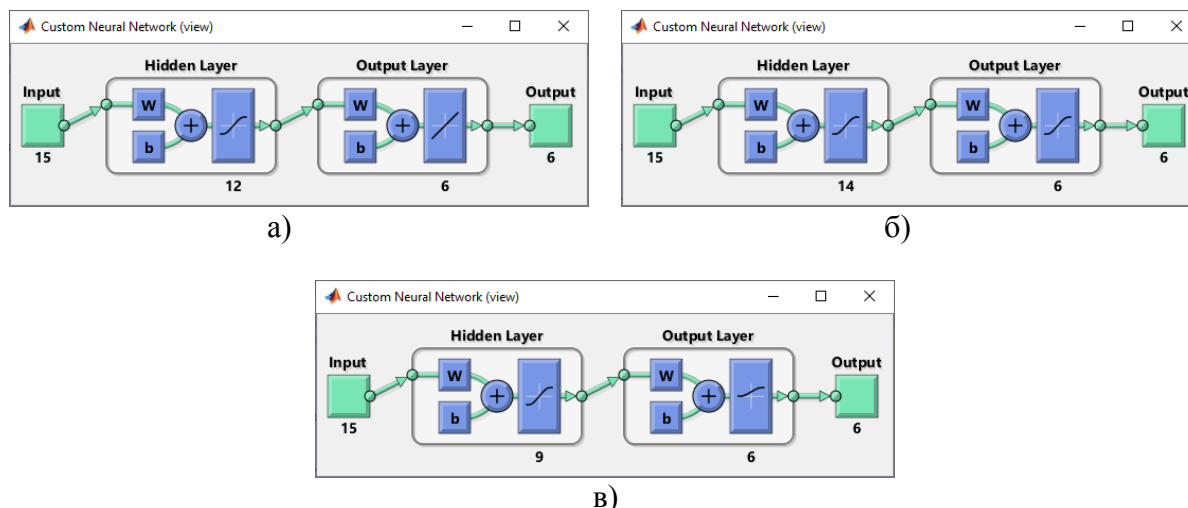 Custom Neural Network (view)
Hidden Layer
Output Layer
Input
Output
W
W
b
b
15
12
6
6
а)
Custom Neural Network (view)
Hidden Layer
Output Layer
Input
Output
W
W
b
b
15
14
6
6
б)
Custom Neural Network (view)
Hidden Layer
Output Layer
Input
Output
W
W
b
b
15
9
6
6
в)